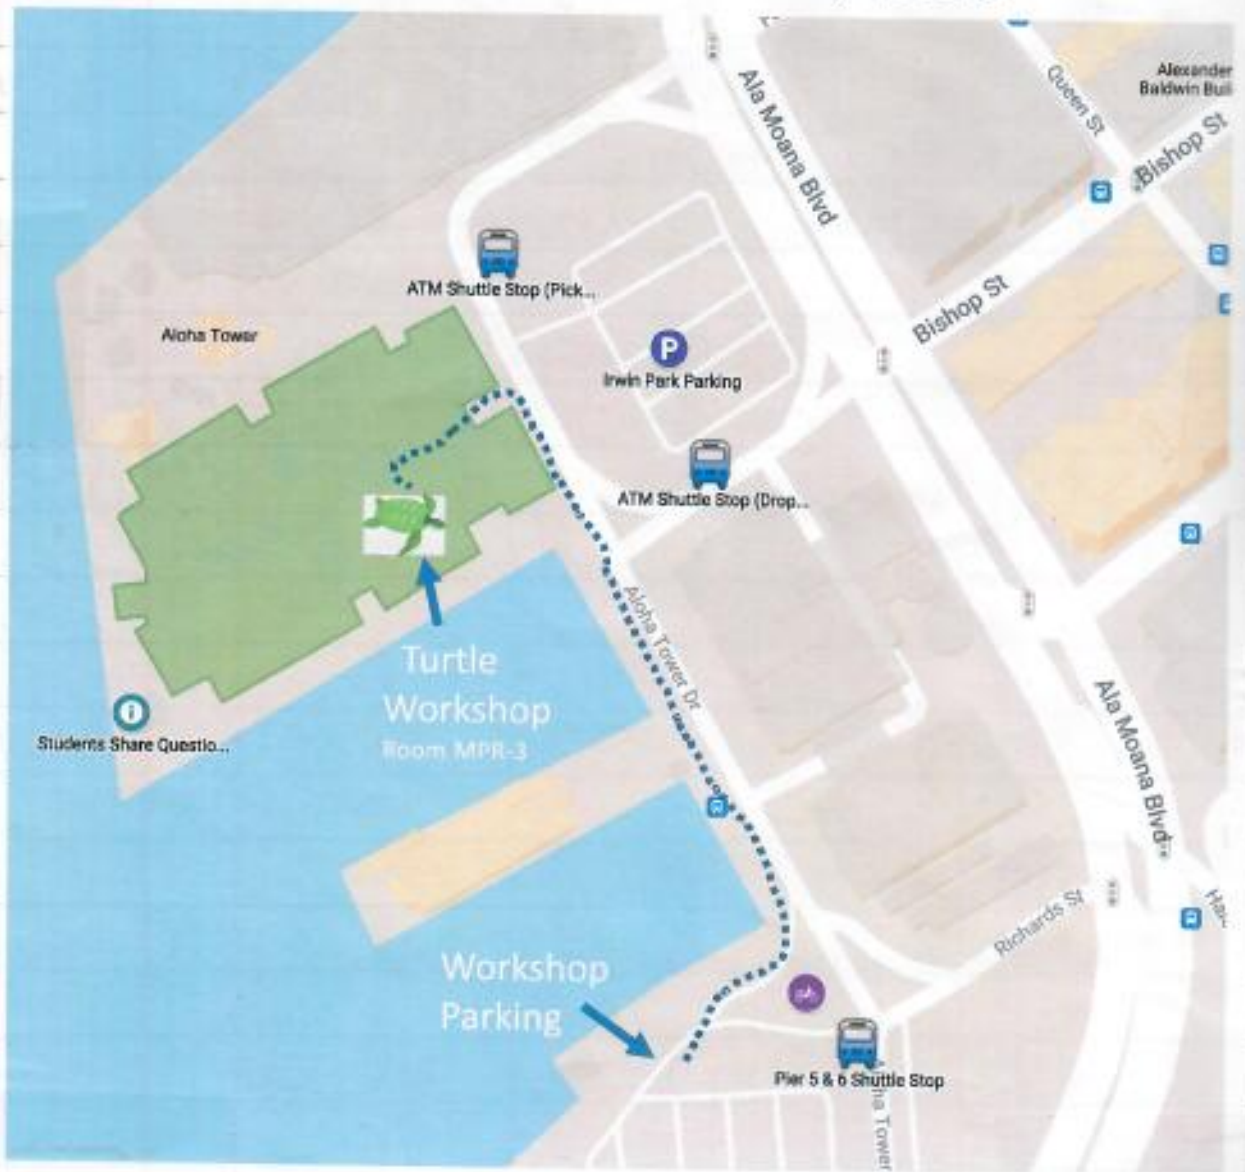 Ala Moana Blvd
Queen St
Alexander
Baldwin Buil
Bishop St
Bishop St
ATM Shuttle Stop (Pick...
Aloha Tower
P
Irwin Park Parking
ATM Shuttle Stop (Drop...
Aloha Tower Dr
Turtle
Workshop
Room MPR-3
i
Students Share Questio...
Ala Moana Blvd
Richards St
Workshop
Parking
Pier 5 & 6 Shuttle Stop